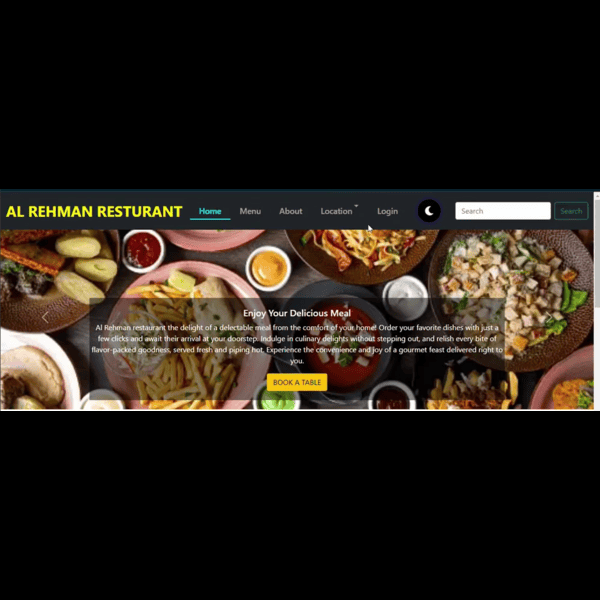 AL REHMAN RESTURANT Home Menu About Location Login Search Search
Enjoy Your Delicious Meal
Al Rehman restaurant the delight of a delectable meal from the comfort of your home! Order your favorite dishes with just a
few clicks and await their arrival at your doorstep. Indulge in culinary delights without stepping out, and relish every bite of
flavor-packed goodness, served fresh and piping hot. Experience the convenience and joy of a gourmet feast delivered right to
you.
BOOK A TABLE